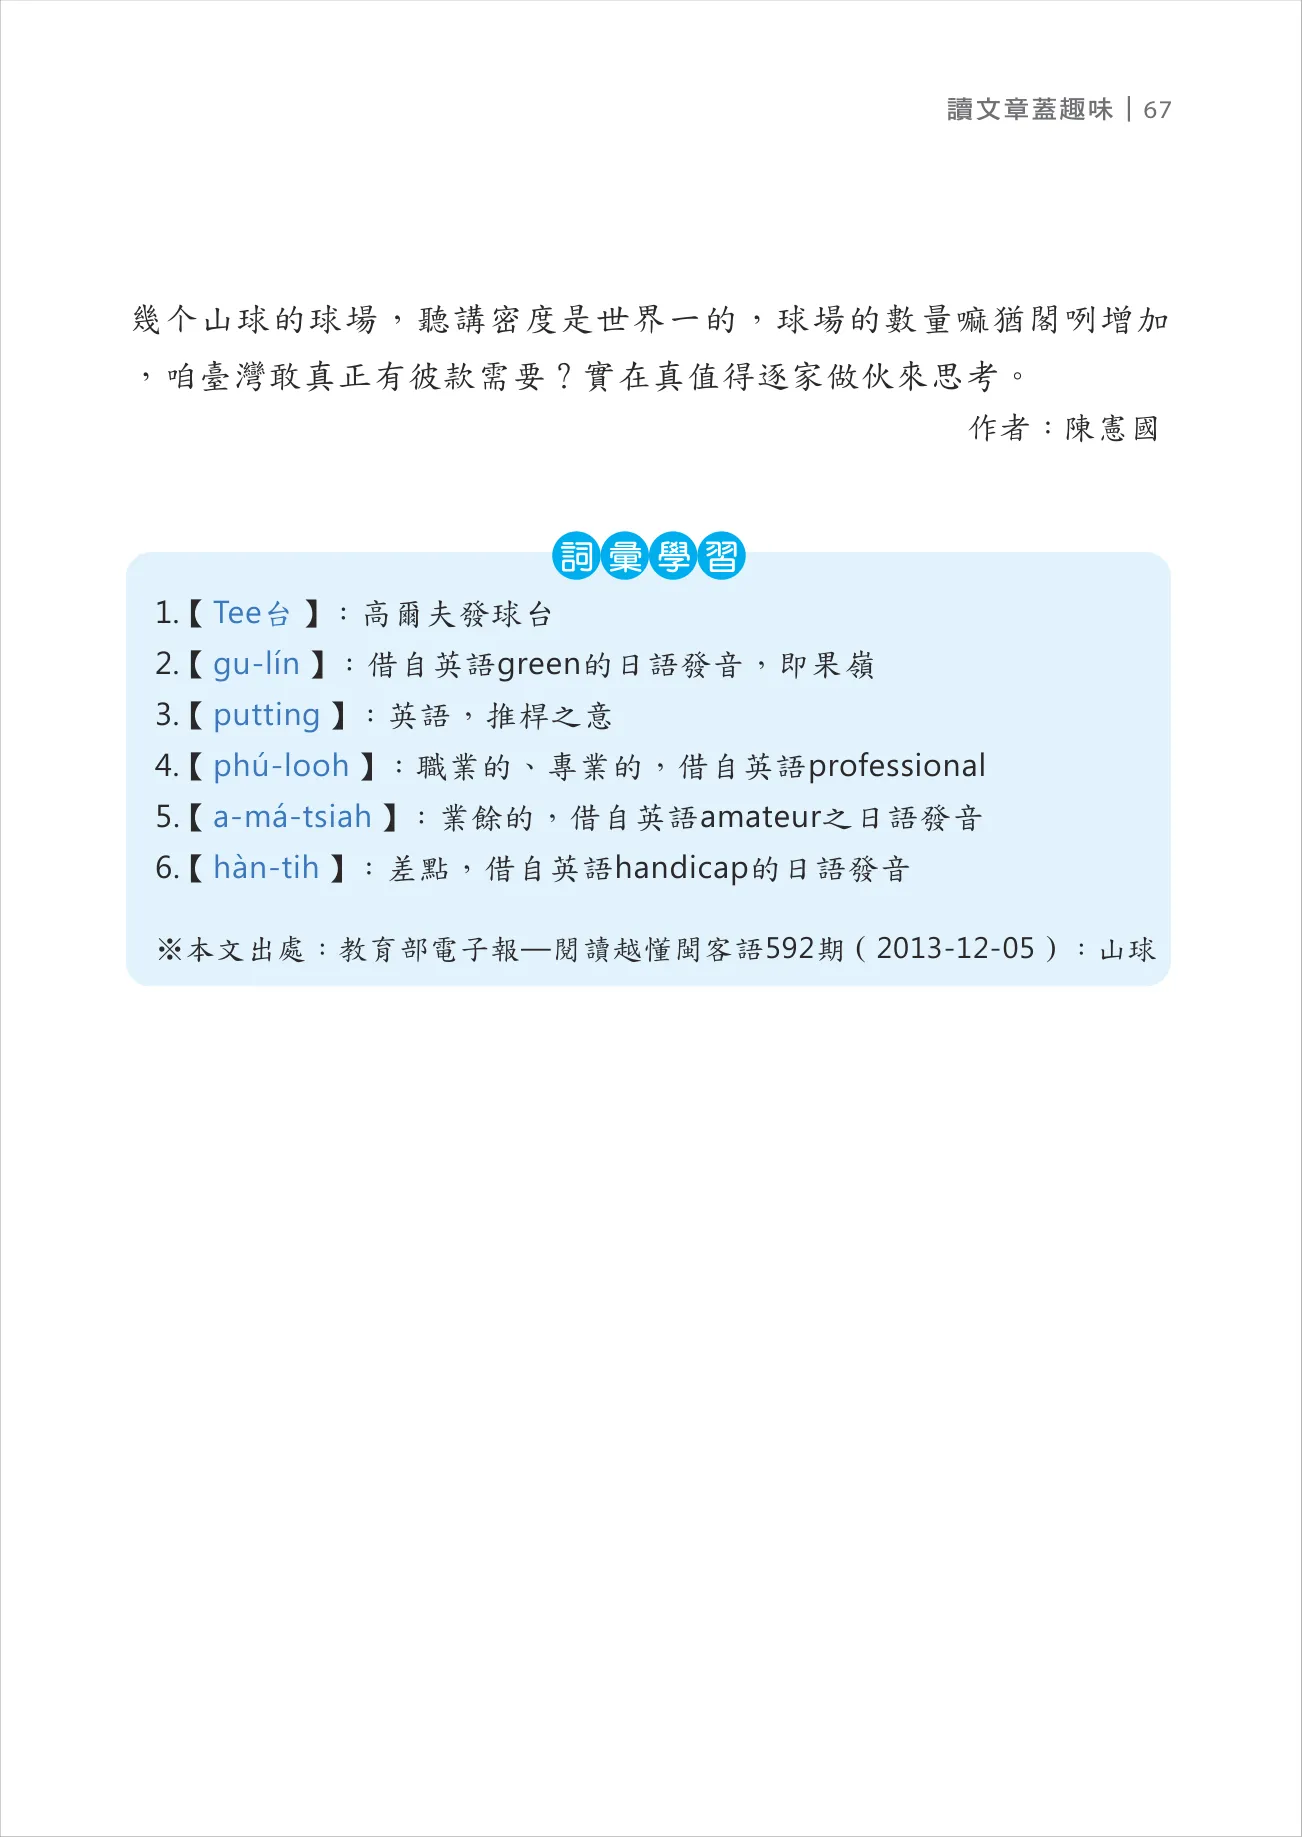 讀文章蓋趣味｜67
幾个山球的球場，聽講密度是世界一的，球場的數量嘛猶閣咧增加
，咱臺灣敢真正有彼款需要？實在真值得逐家做伙來思考。
作者：陳憲國
詞彙學習
1.【 Tee台 】：高爾夫發球台
2.【 gu-lín 】：借自英語green的日語發音，即果嶺
3.【 putting 】：英語，推桿之意
4.【 phú-looh 】：職業的、專業的，借自英語professional
5.【 a-má-tsiah 】：業餘的，借自英語amateur之日語發音
6.【 hàn-tih 】：差點，借自英語handicap的日語發音
※本文出處：教育部電子報—閱讀越懂閩客語592期（2013-12-05）：山球